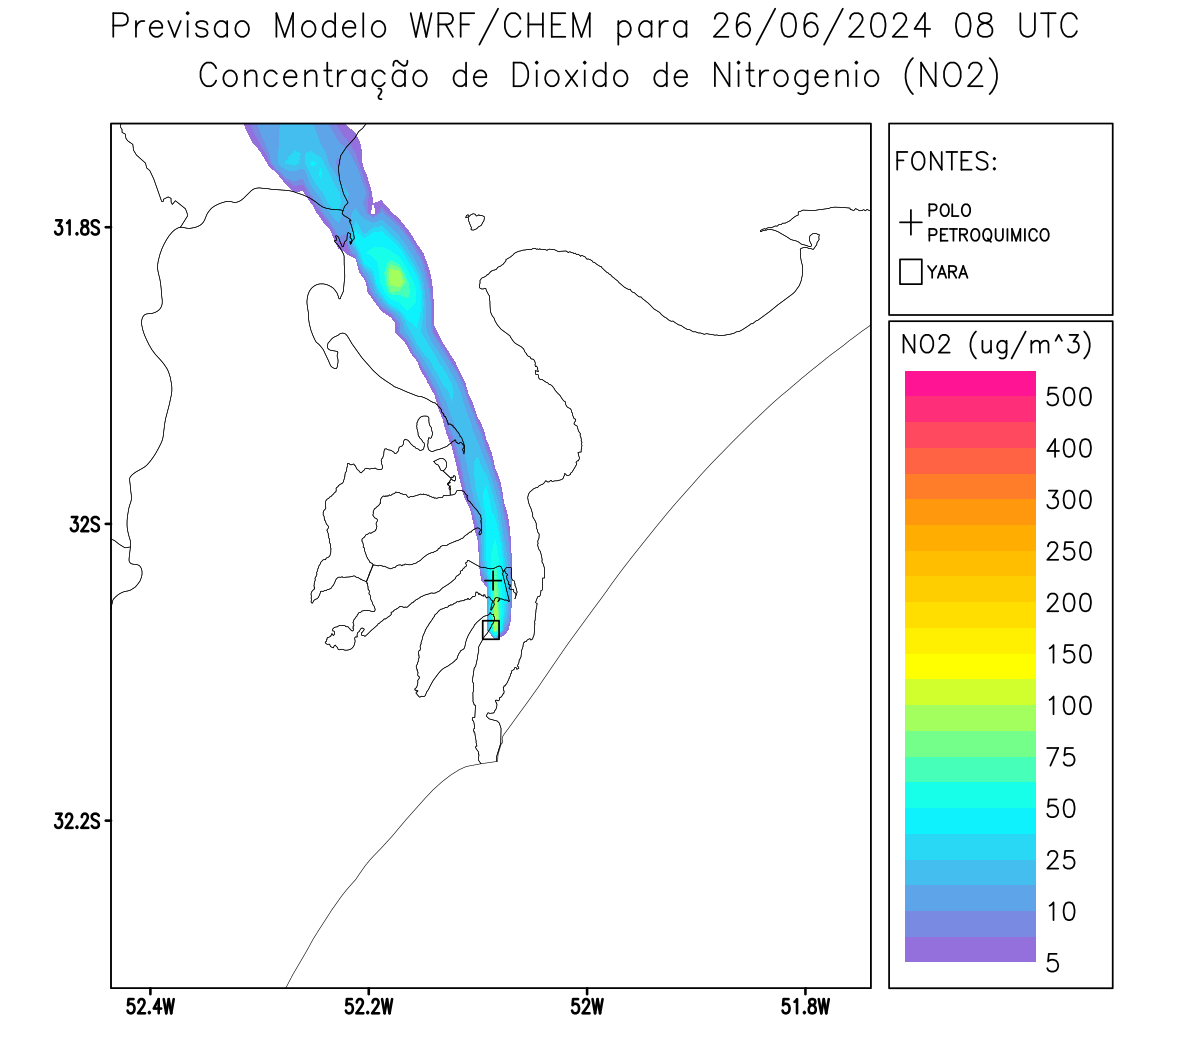 Previsao Modelo WRF/CHEM para 26/06/2024 08 UTC
Concentração de Dioxido de Nitrogenio (NO2)
FONTES:
POLO
PETROQUIMICO
YARA
NO2 (ug/m^3)
500
400
300
250
200
150
100
75
50
25
10
5
31.8S
32S
32.2S
52.4W
52.2W
52W
51.8W